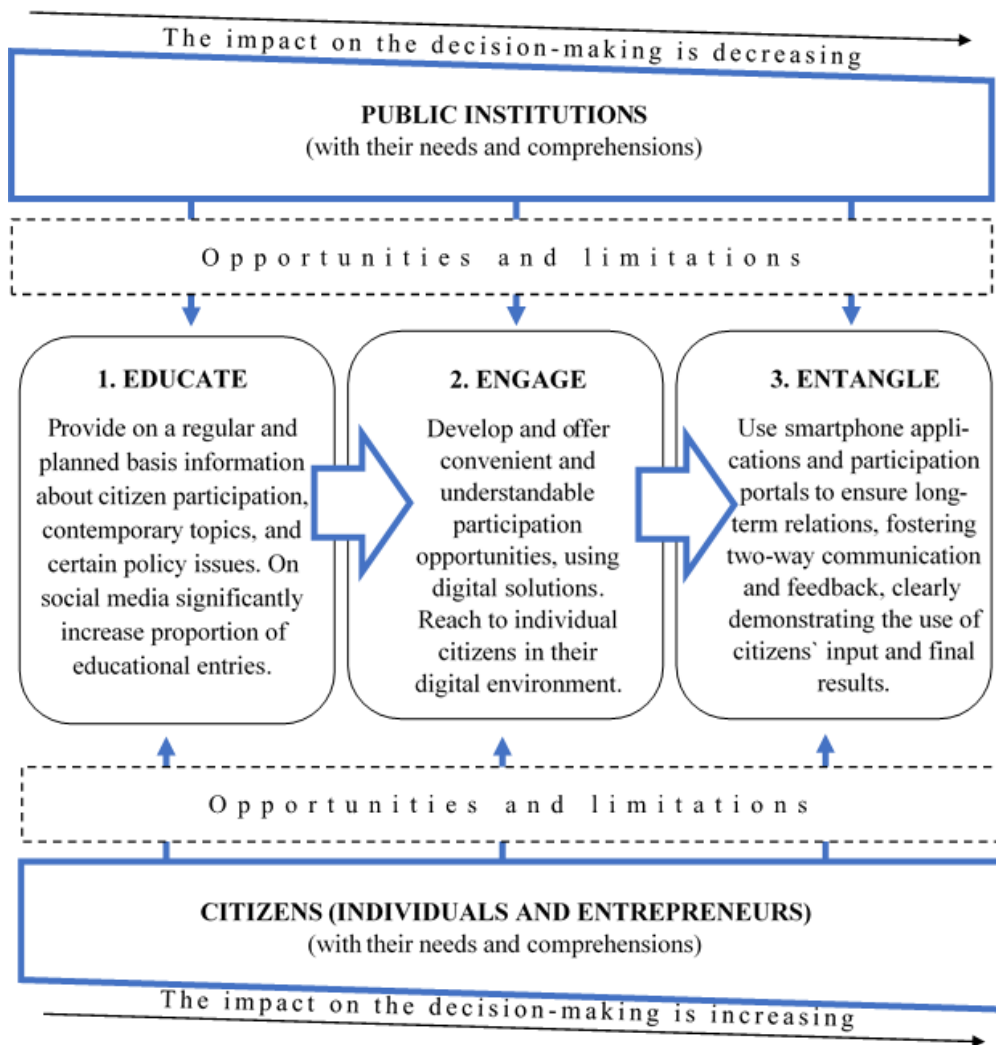 The impact on the decision-making is decreasing
PUBLIC INSTITUTIONS
(with their needs and comprehensions)
Opportunities and limitations
1. EDUCATE
Provide on a regular and
planned basis information
about citizen participation,
contemporary topics, and
certain policy issues. On
social media significantly
increase proportion of
educational entries.
2. ENGAGE
Develop and offer
convenient and
understandable
participation
opportunities, using
digital solutions.
Reach to individual
citizens in their
digital environment.
3. ENTANGLE
Use smartphone appli-
cations and participation
portals to ensure long-
term relations, fostering
two-way communication
and feedback, clearly
demonstrating the use of
citizens` input and final
results.
Opportunities and limitations
CITIZENS (INDIVIDUALS AND ENTREPRENEURS)
(with their needs and comprehensions)
The impact on the decision-making is increasing